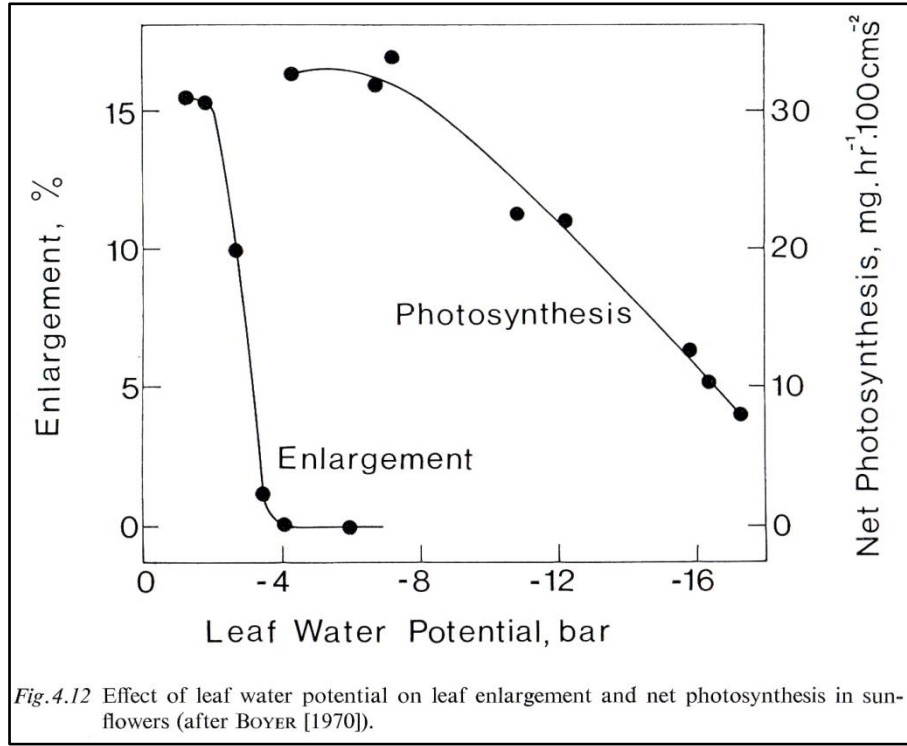 15
10
5
0
Enlargement, %
30
20
10
0
Net Photosynthesis, mg.hr⁻¹.100cms⁻²
Photosynthesis
Enlargement
0 -4 -8 -12 -16
Leaf Water Potential, bar
Fig.4.12 Effect of leaf water potential on leaf enlargement and net photosynthesis in sun-
flowers (after BOYER [1970]).